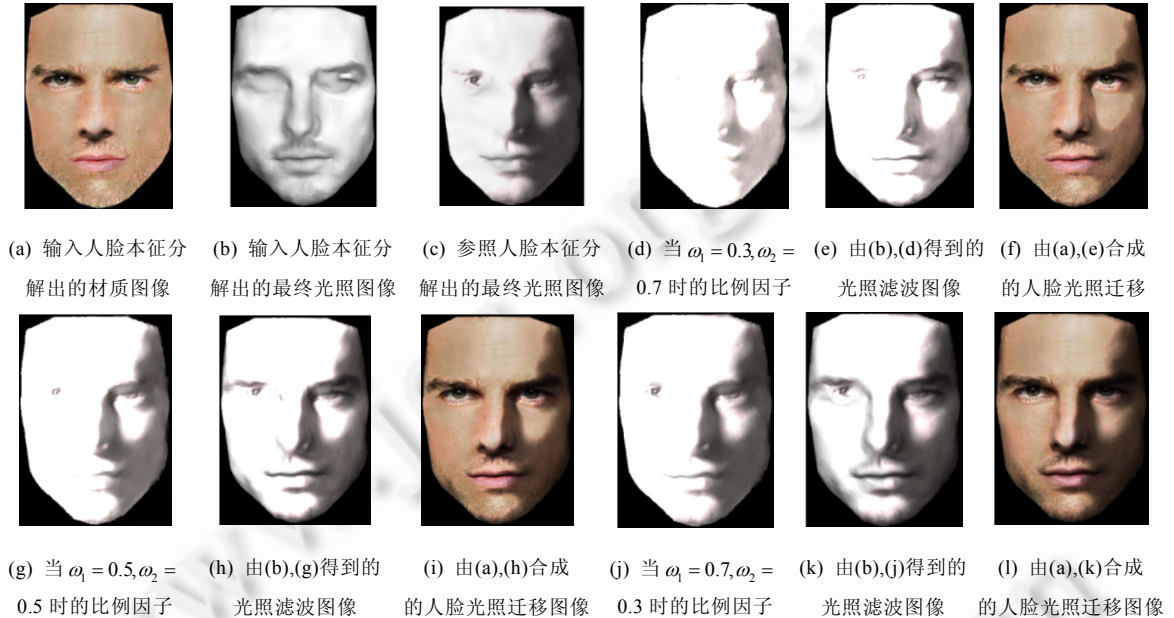 (a) 输入人脸本征分
解出的材质图像
(b) 输入人脸本征分
解出的最终光照图像
(c) 参照人脸本征分
解出的最终光照图像
(d) 当 ω₁ = 0.3, ω₂ =
0.7 时的比例因子
(e) 由(b),(d)得到的
光照滤波图像
(f) 由(a),(e)合成
的人脸光照迁移
(g) 当 ω₁ = 0.5, ω₂ =
0.5 时的比例因子
(h) 由(b),(g)得到的
光照滤波图像
(i) 由(a),(h)合成
的人脸光照迁移图像
(j) 当 ω₁ = 0.7, ω₂ =
0.3 时的比例因子
(k) 由(b),(j)得到的
光照滤波图像
(l) 由(a),(k)合成
的人脸光照迁移图像